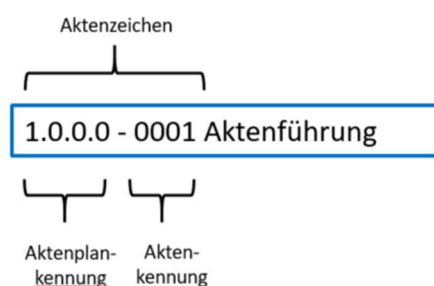 Aktenzeichen
1.0.0.0 - 0001 Aktenführung
Aktenplan-
kennung
Akten-
kennung